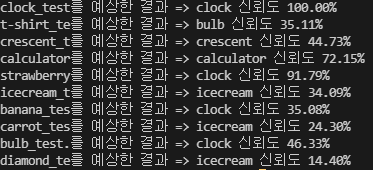 clock_test를 예상한 결과 => clock 신뢰도 100.00%
t-shirt_te를 예상한 결과 => bulb 신뢰도 35.11%
crescent_t를 예상한 결과 => crescent 신뢰도 44.73%
calculator를 예상한 결과 => calculator 신뢰도 72.15%
strawberry를 예상한 결과 => clock 신뢰도 91.79%
icecream_t를 예상한 결과 => icecream 신뢰도 34.09%
banana_tes를 예상한 결과 => clock 신뢰도 35.08%
carrot_tes를 예상한 결과 => icecream 신뢰도 24.30%
bulb_test.를 예상한 결과 => clock 신뢰도 46.33%
diamond_te를 예상한 결과 => icecream 신뢰도 14.40%